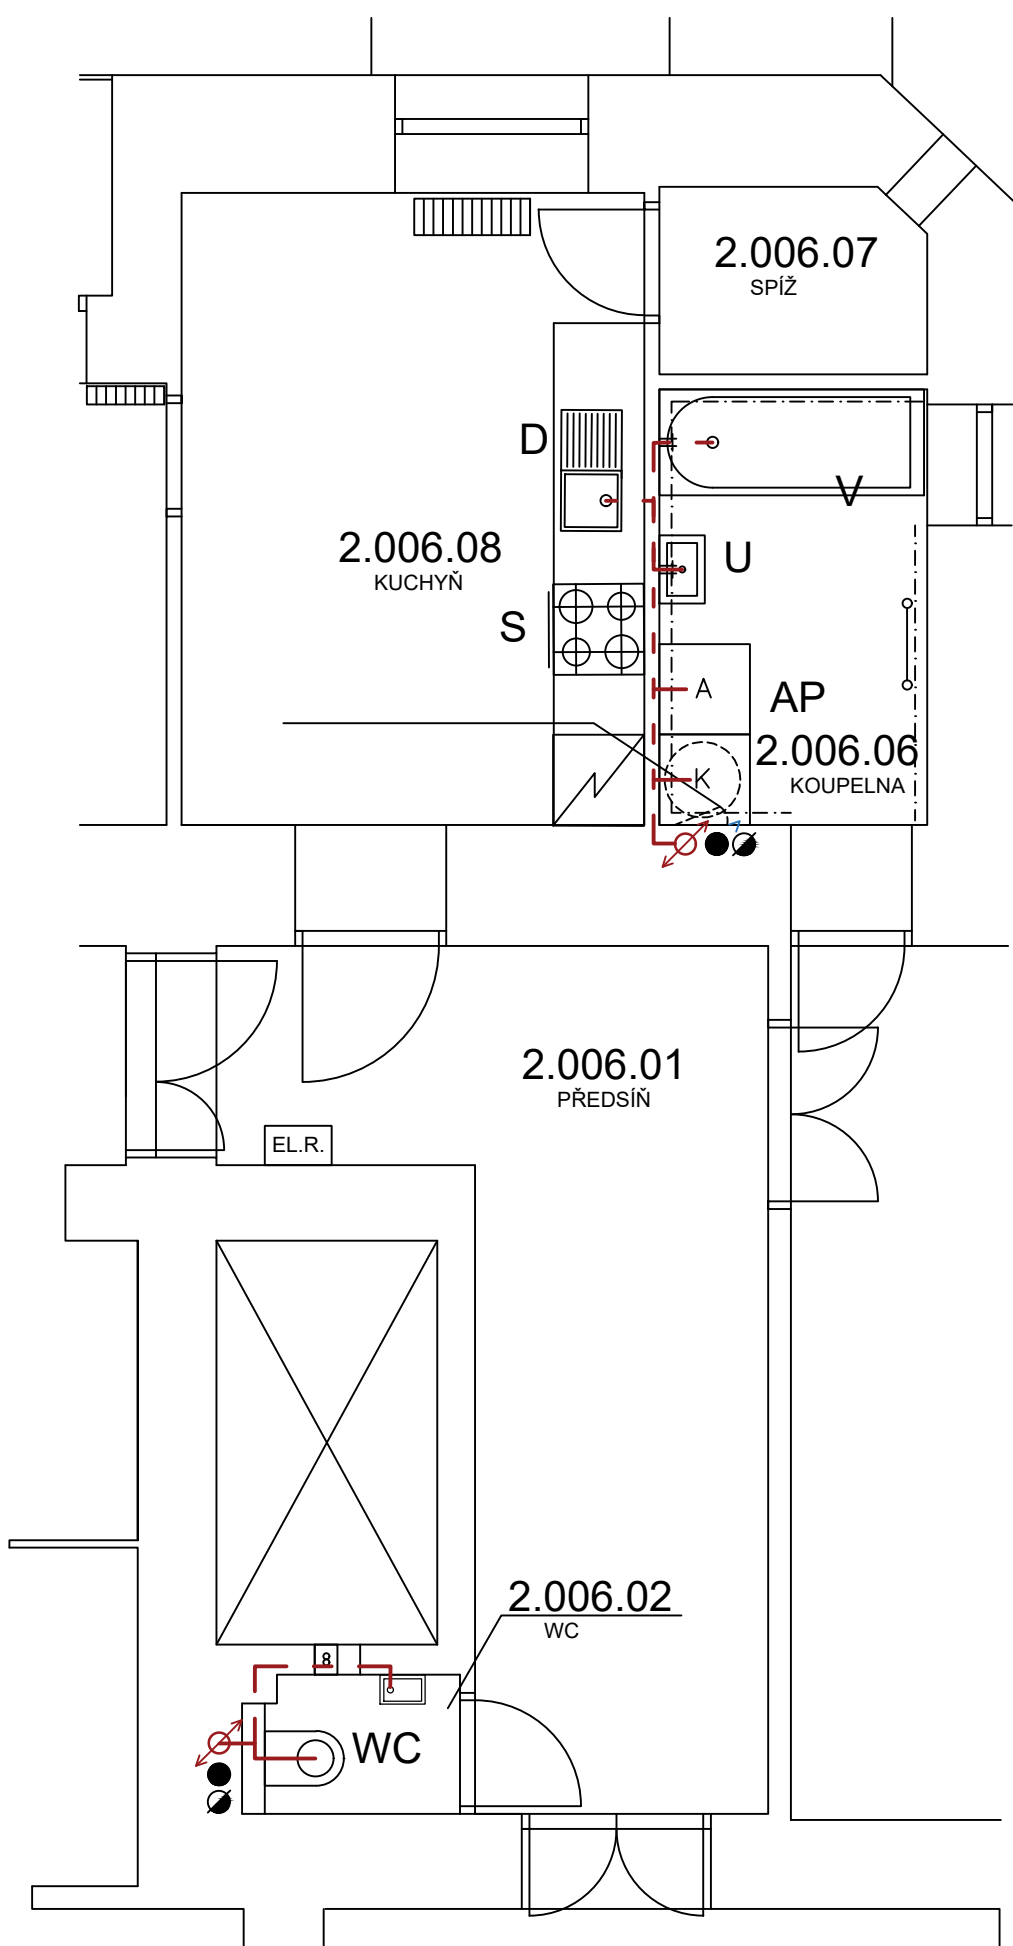 2.006.07
SPÍŽ
D
V
2.006.08
KUCHYŇ
U
S
A
AP
2.006.06
K
KOUPELNA
2.006.01
PŘEDSÍŇ
EL.R.
2.006.02
WC
8
WC